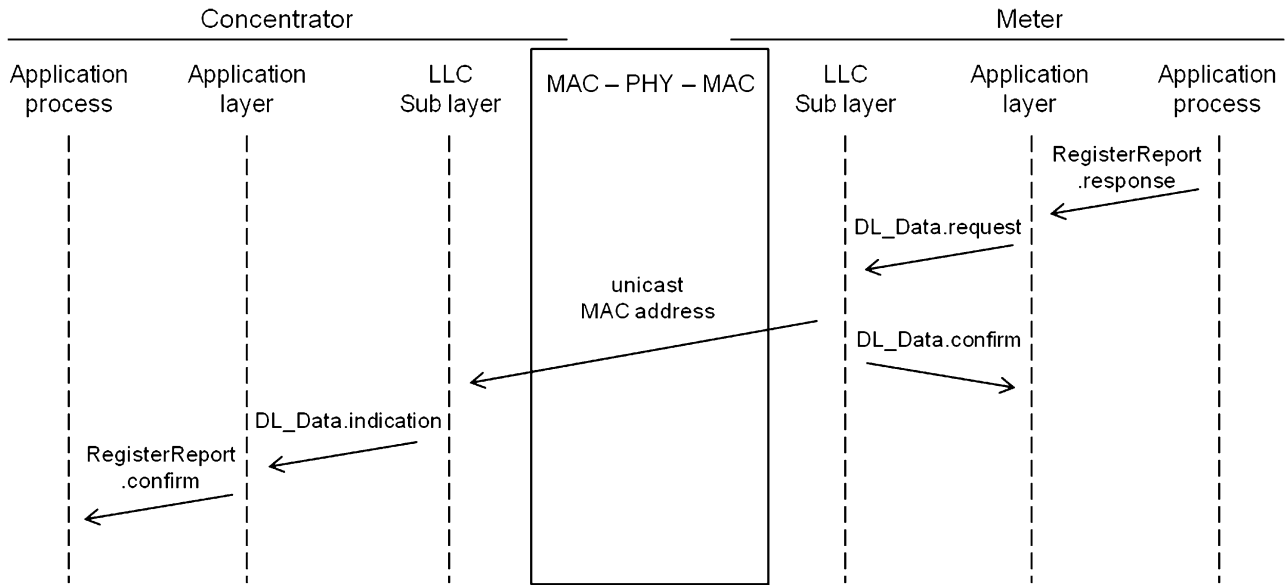 Concentrator
Meter
Application
process
Application
layer
LLC
Sub layer
MAC – PHY – MAC
LLC
Sub layer
Application
layer
Application
process
RegisterReport
.response
DL_Data.request
unicast
MAC address
DL_Data.confirm
DL_Data.indication
RegisterReport
.confirm